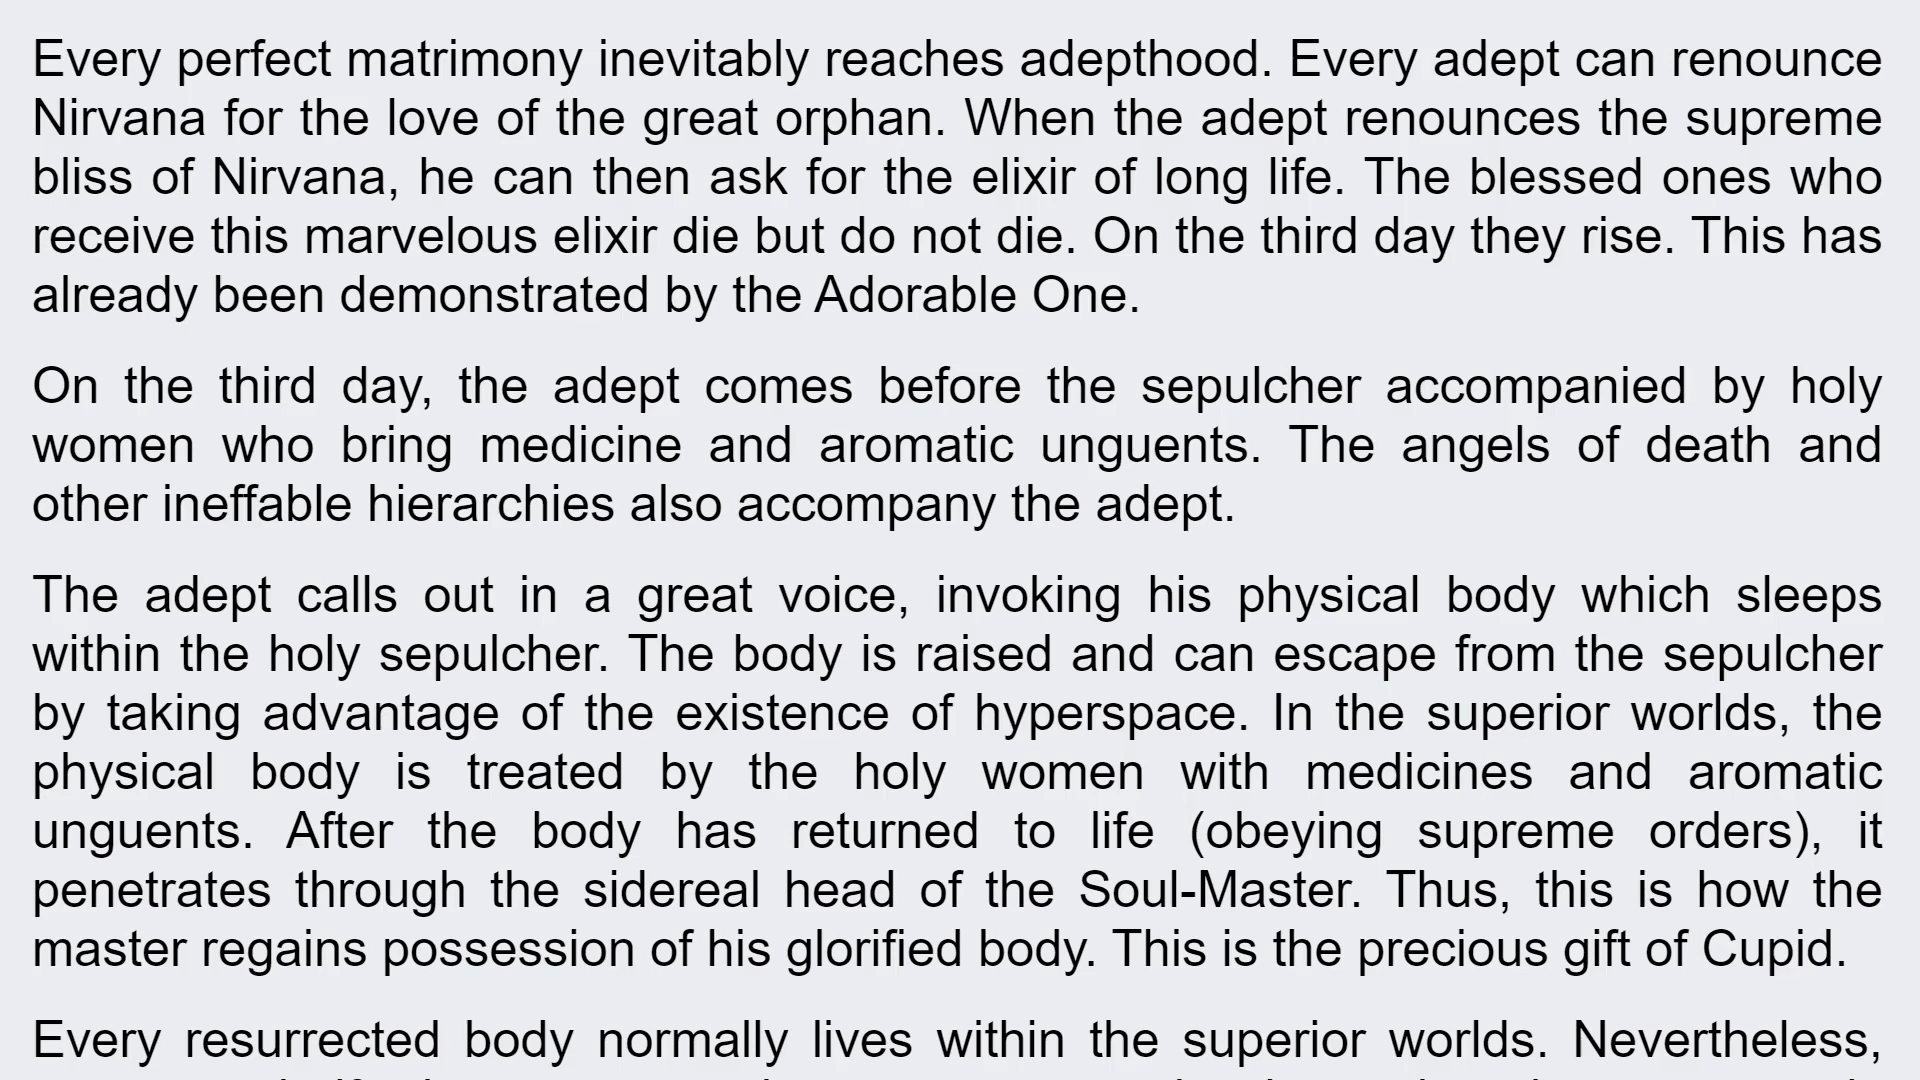 Every perfect matrimony inevitably reaches adepthood. Every adept can renounce
Nirvana for the love of the great orphan. When the adept renounces the supreme
bliss of Nirvana, he can then ask for the elixir of long life. The blessed ones who
receive this marvelous elixir die but do not die. On the third day they rise. This has
already been demonstrated by the Adorable One.
On the third day, the adept comes before the sepulcher accompanied by holy
women who bring medicine and aromatic unguents. The angels of death and
other ineffable hierarchies also accompany the adept.
The adept calls out in a great voice, invoking his physical body which sleeps
within the holy sepulcher. The body is raised and can escape from the sepulcher
by taking advantage of the existence of hyperspace. In the superior worlds, the
physical body is treated by the holy women with medicines and aromatic
unguents. After the body has returned to life (obeying supreme orders), it
penetrates through the sidereal head of the Soul-Master. Thus, this is how the
master regains possession of his glorified body. This is the precious gift of Cupid.
Every resurrected body normally lives within the superior worlds. Nevertheless,